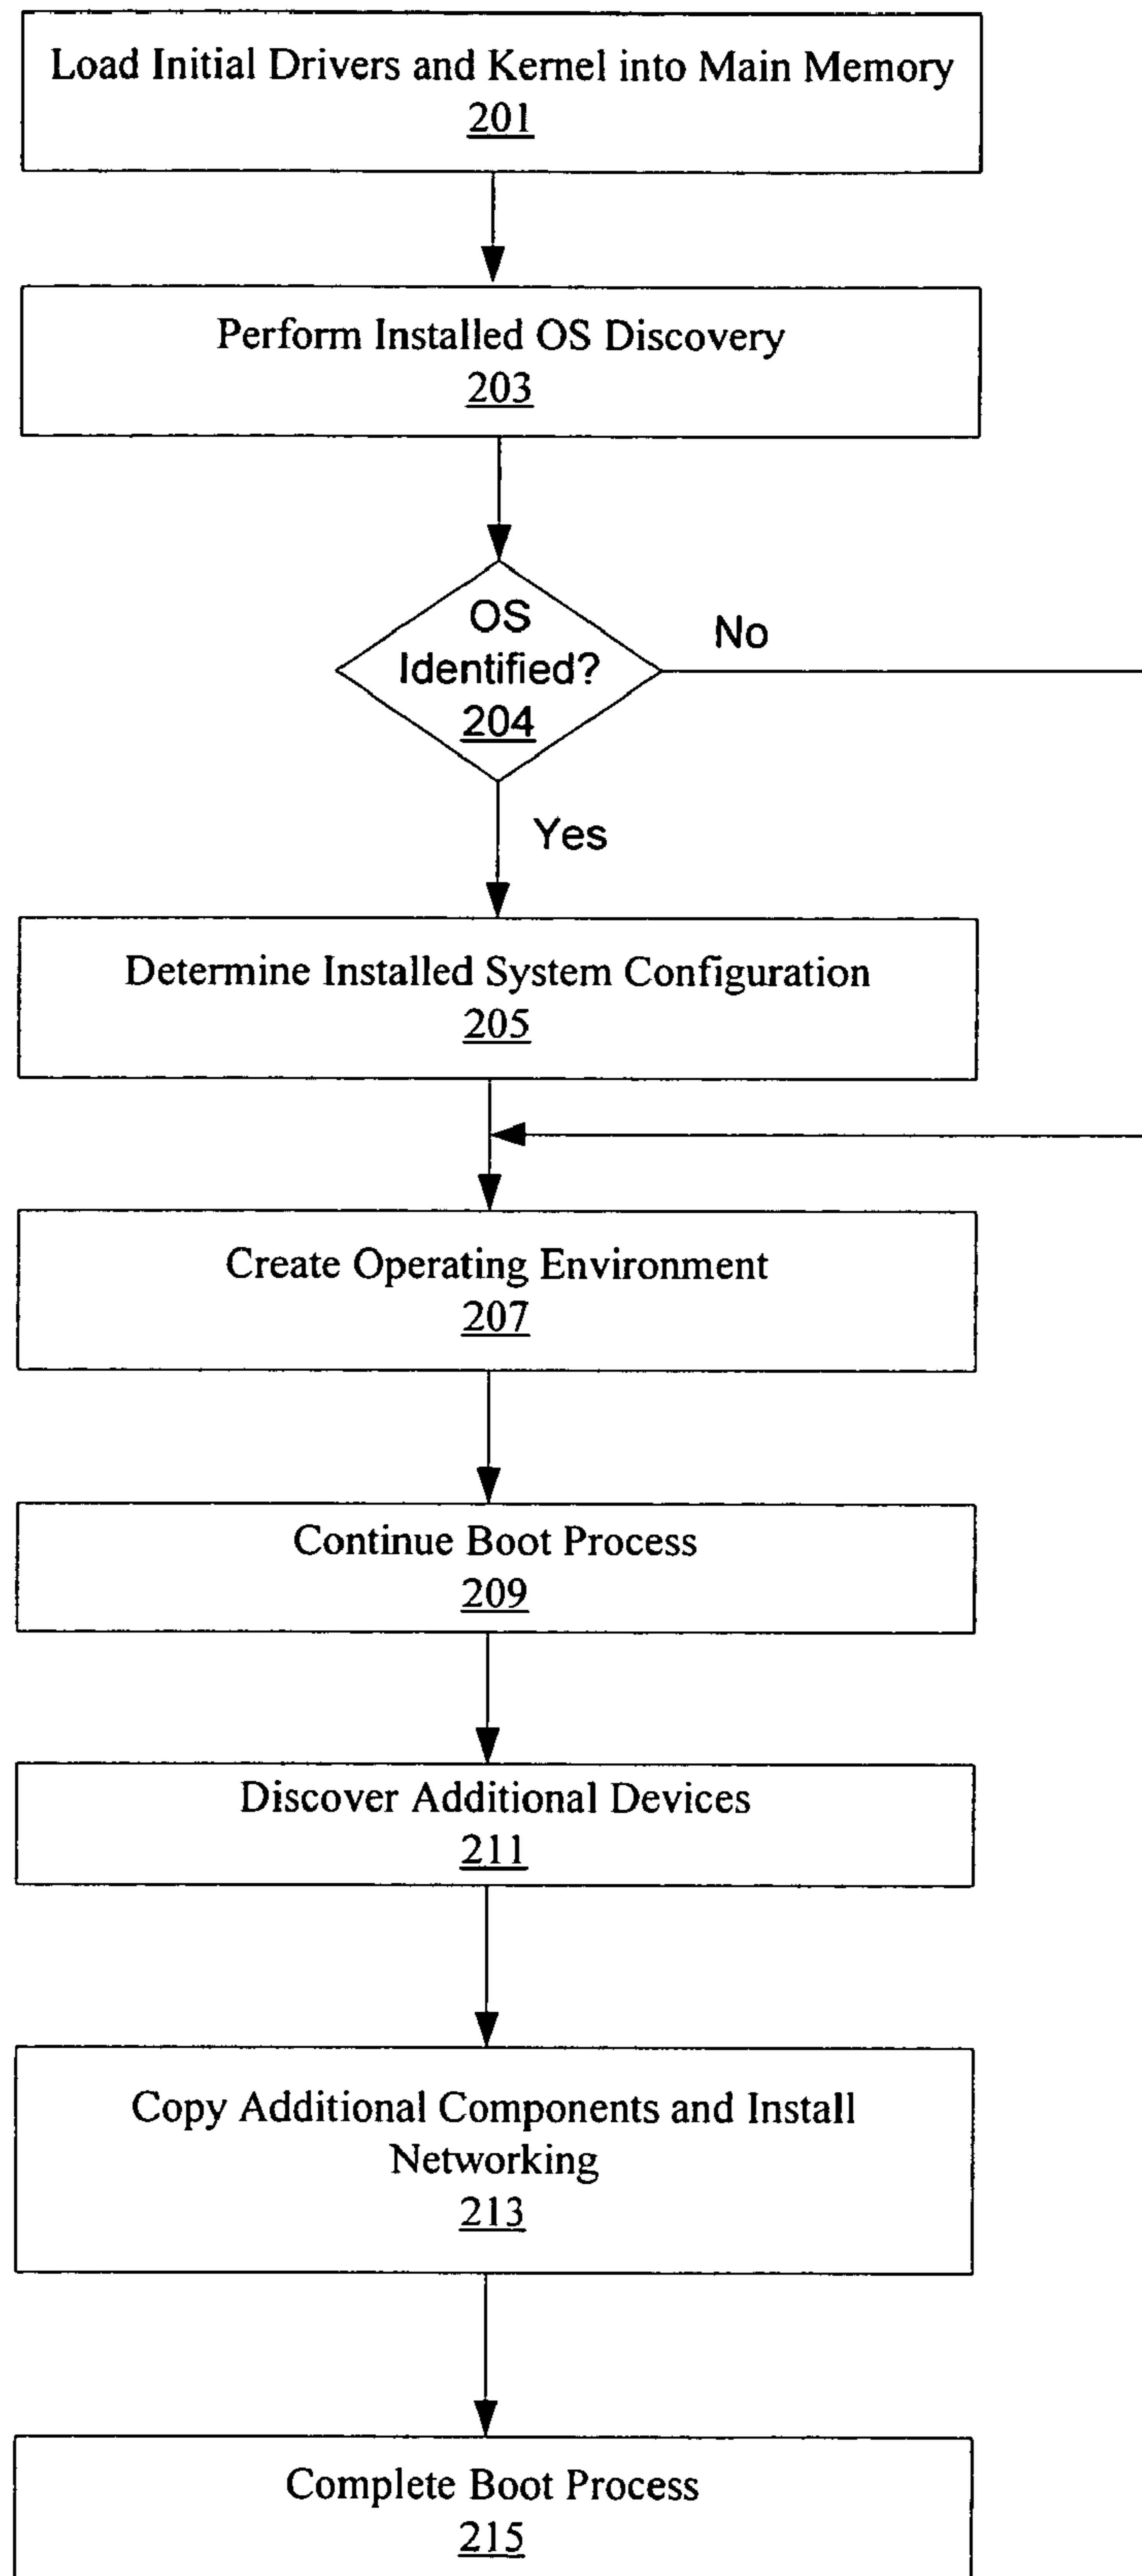 Load Initial Drivers and Kernel into Main Memory
201
Perform Installed OS Discovery
203
OS
Identified?
204
No
Yes
Determine Installed System Configuration
205
Create Operating Environment
207
Continue Boot Process
209
Discover Additional Devices
211
Copy Additional Components and Install
Networking
213
Complete Boot Process
215